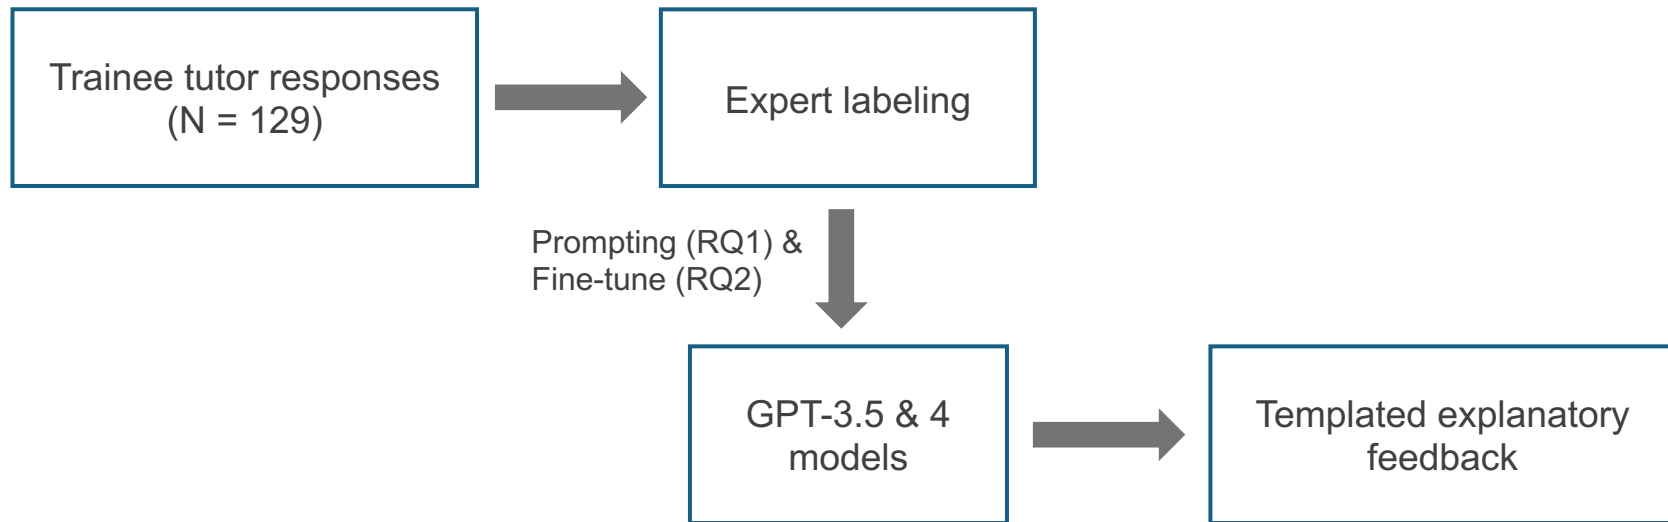 Trainee tutor responses
(N = 129)
Expert labeling
Prompting (RQ1) &
Fine-tune (RQ2)
GPT-3.5 & 4
models
Templated explanatory
feedback